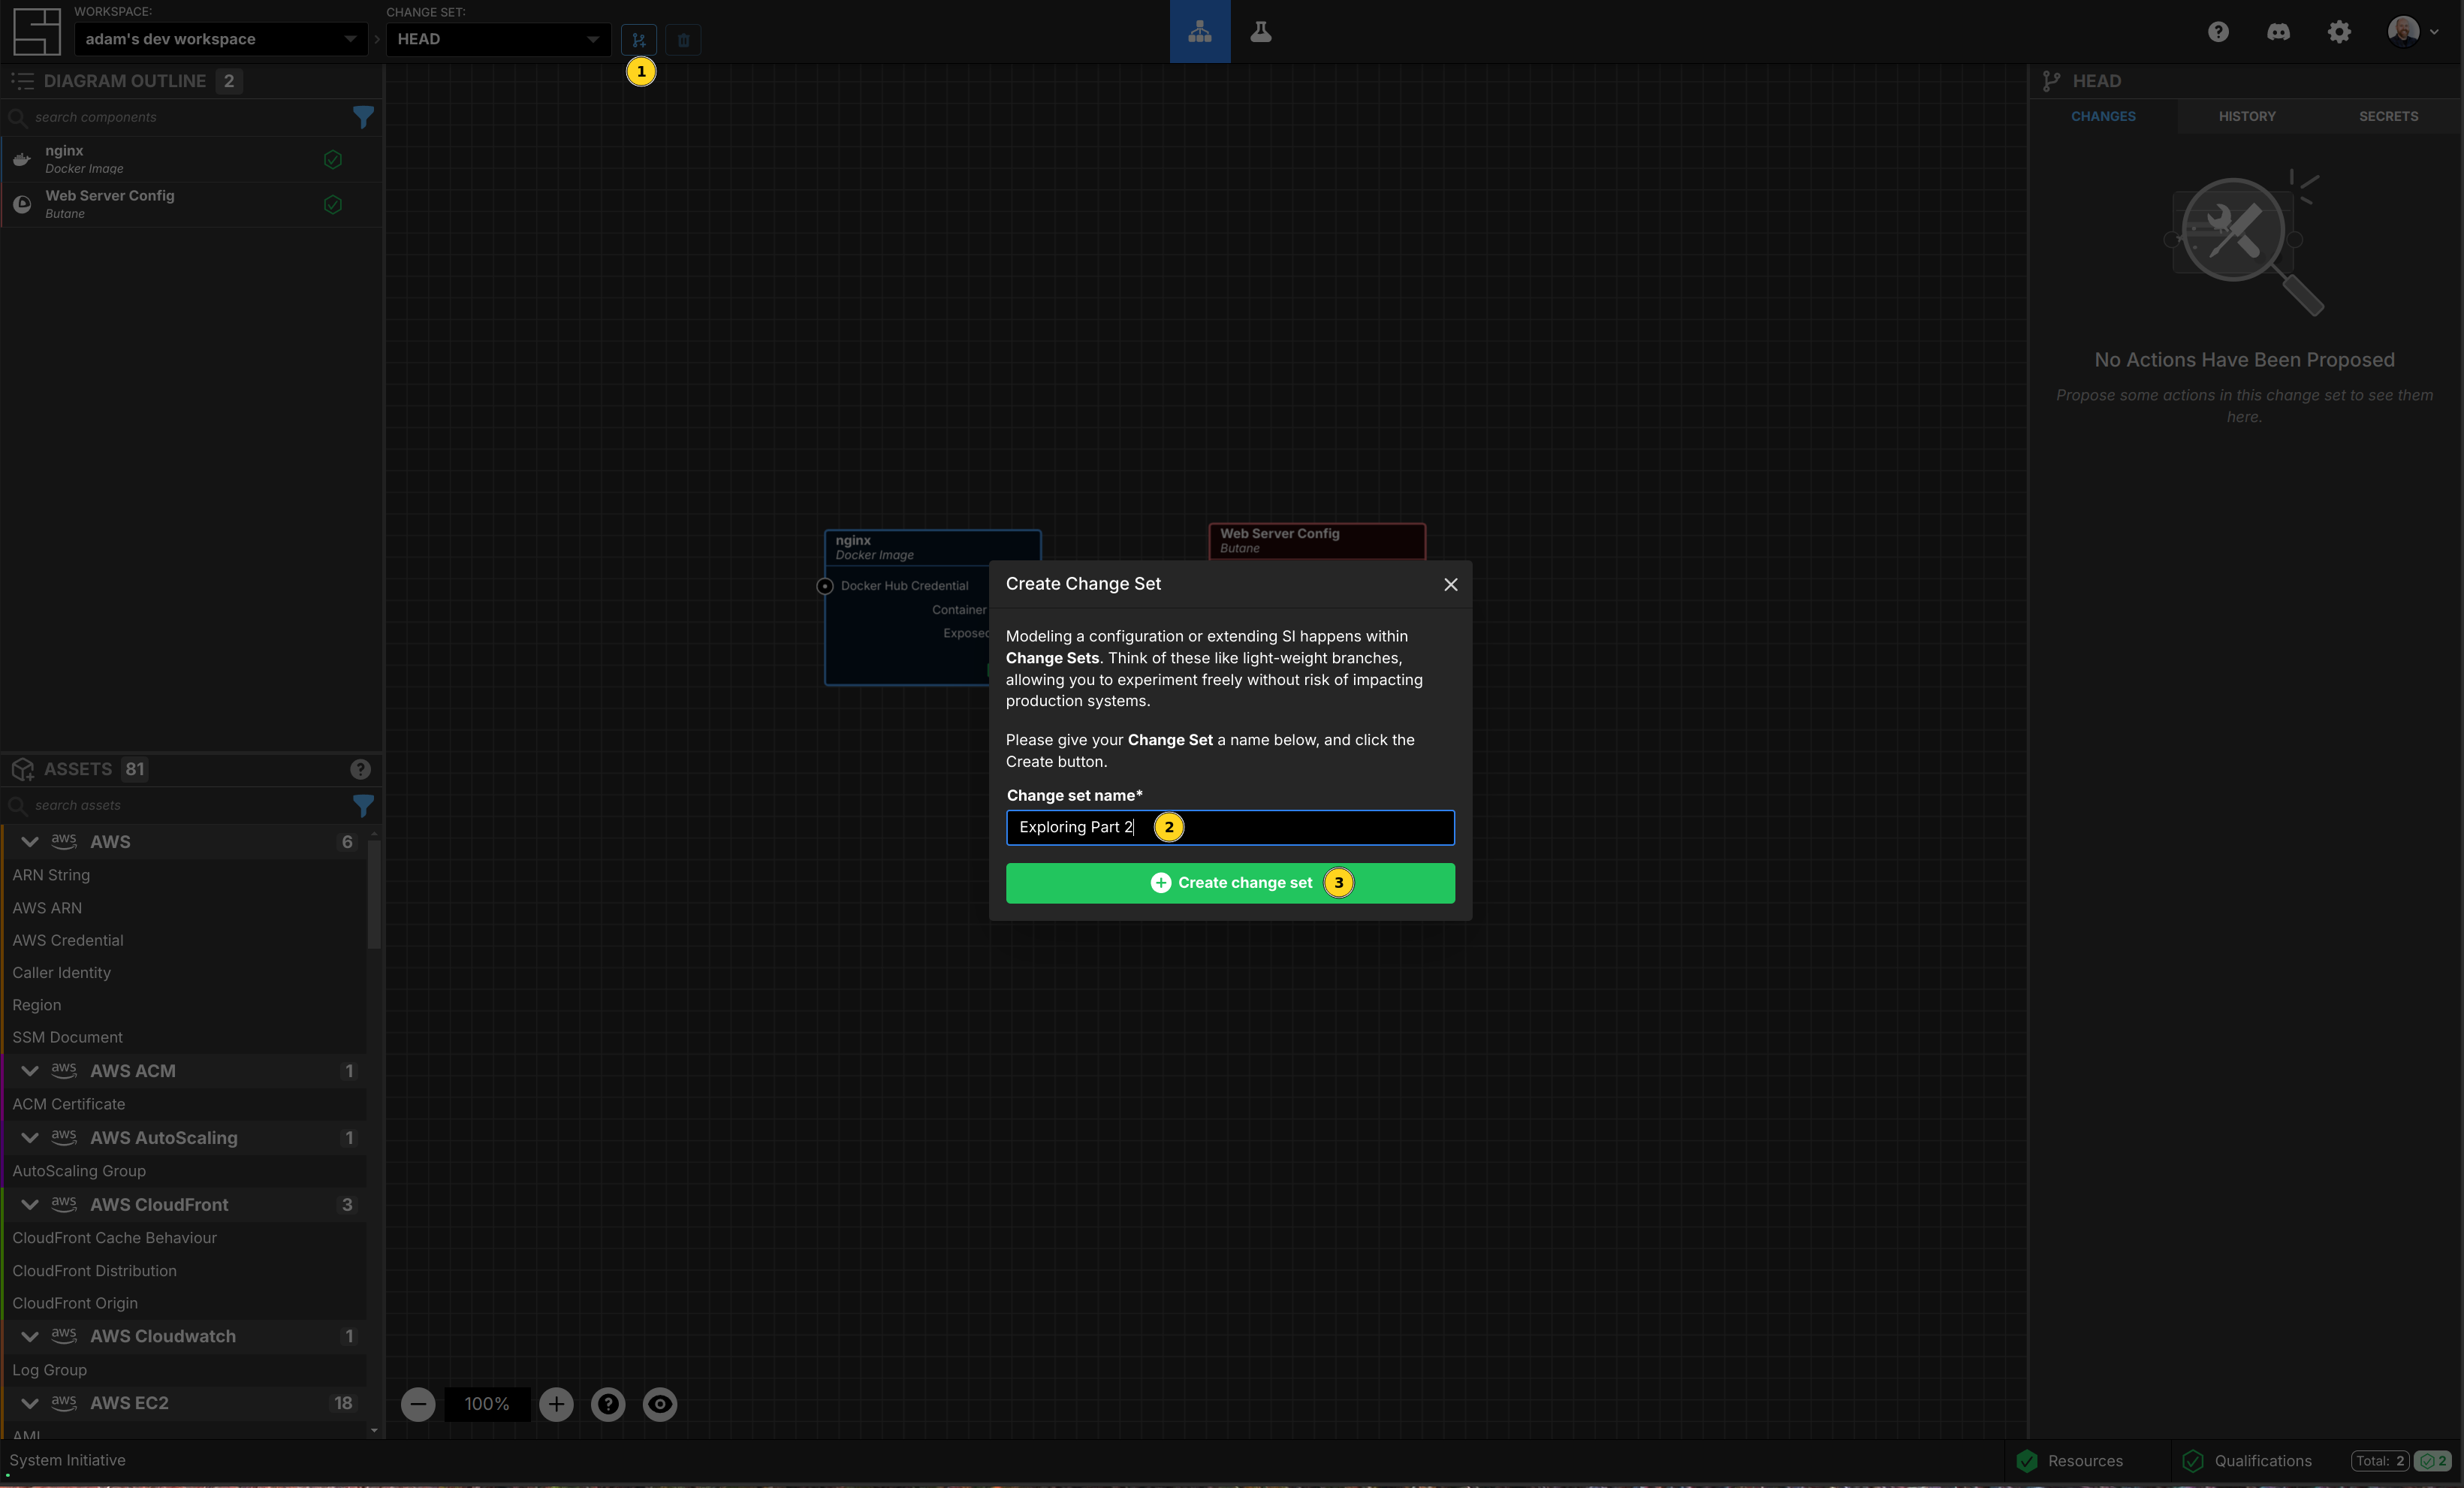 WORKSPACE:
adam's dev workspace
CHANGE SET:
HEAD
1
DIAGRAM OUTLINE 2
search components
nginx
Docker Image
Web Server Config
Butane
ASSETS 81
search assets
aws AWS 6
ARN String
AWS ARN
AWS Credential
Caller Identity
Region
SSM Document
aws AWS ACM 1
ACM Certificate
aws AWS AutoScaling 1
AutoScaling Group
aws AWS CloudFront 3
CloudFront Cache Behaviour
CloudFront Distribution
CloudFront Origin
aws AWS Cloudwatch 1
Log Group
aws AWS EC2 18
AMI
nginx
Docker Image
Docker Hub Credential
Container
Exposed
Web Server Config
Butane
Create Change Set
Modeling a configuration or extending SI happens within
Change Sets. Think of these like light-weight branches,
allowing you to experiment freely without risk of impacting
production systems.
Please give your Change Set a name below, and click the
Create button.
Change set name*
Exploring Part 2 2
Create change set 3
100%
HEAD
CHANGES HISTORY SECRETS
No Actions Have Been Proposed
Propose some actions in this change set to see them
here.
System Initiative
Resources
Qualifications
Total: 2 2